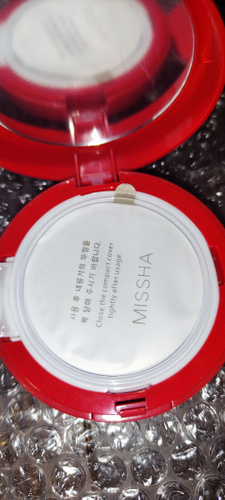 사용 후 내용기의 뚜껑을
꽉 닫아 주시기 바랍니다.
Close the compact cover
tightly after usage.
MISSHA